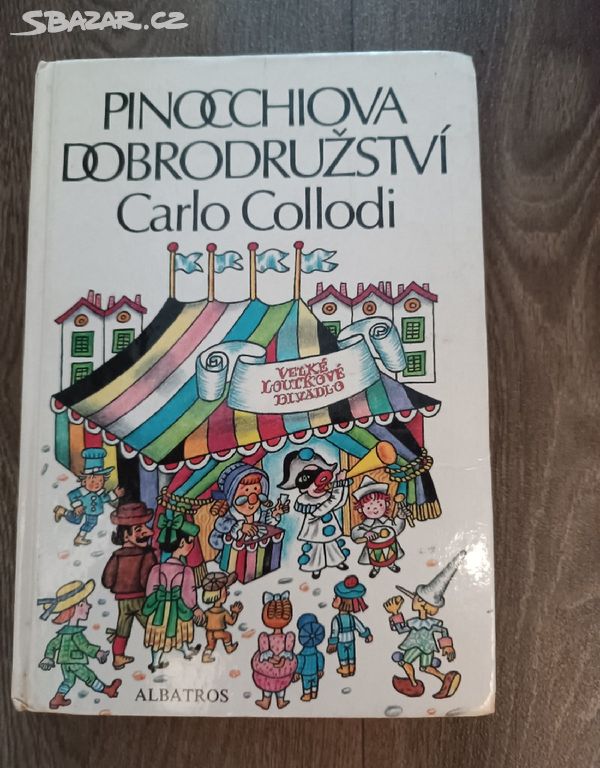 SBAZAR.CZ
PINOCCHIOVA
DOBRODRUŽSTVÍ
Carlo Collodi
VELKÉ
LOUTKOVÉ
DIVADLO
ALBATROS